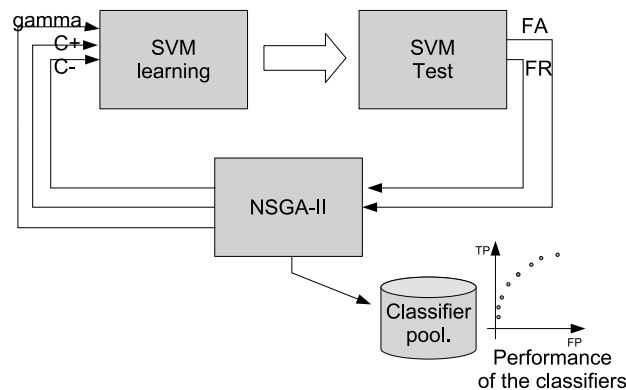 gamma
C+
C-
SVM
learning
SVM
Test
FA
FR
NSGA-II
Classifier
pool.
TP
FP
Performance
of the classifiers